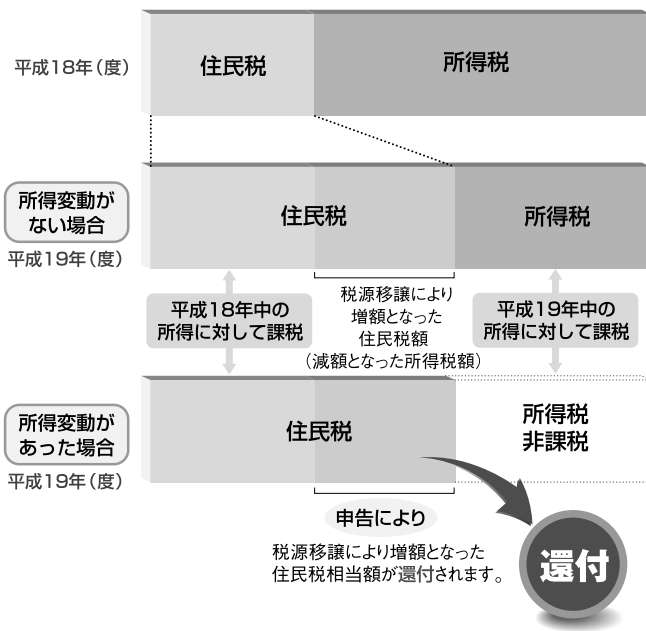 平成18年（度）
住民税
所得税
所得変動が
ない場合
平成19年（度）
住民税
所得税
平成18年中の
所得に対して課税
税源移譲により
増額となった
住民税額
（減額となった所得税額）
平成19年中の
所得に対して課税
所得変動が
あった場合
平成19年（度）
住民税
所得税
非課税
申告により
税源移譲により増額となった
住民税相当額が還付されます。
還付